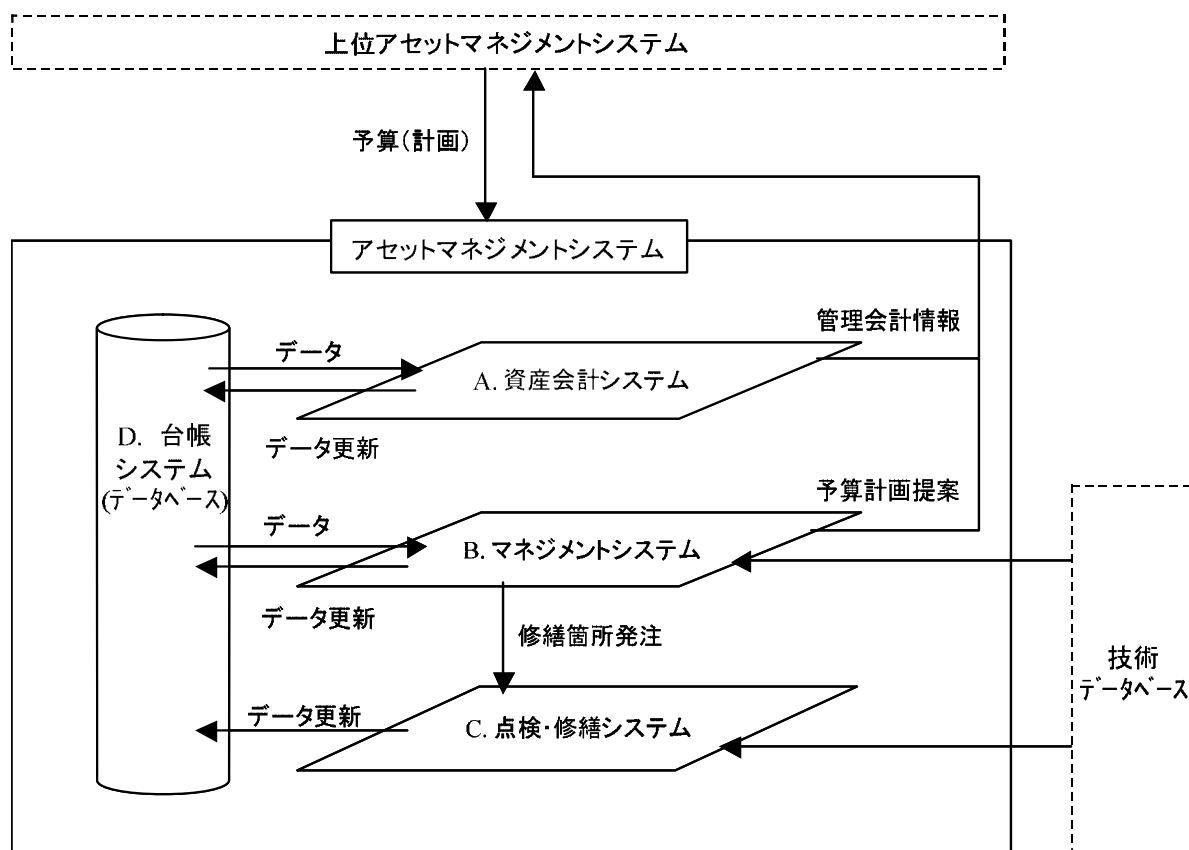 上位アセットマネジメントシステム
予算(計画)
アセットマネジメントシステム
管理会計情報
データ
A. 資産会計システム
データ更新
D. 台帳
システム
(データベース)
予算計画提案
データ
B. マネジメントシステム
データ更新
修繕箇所発注
技術
データベース
データ更新
C. 点検・修繕システム